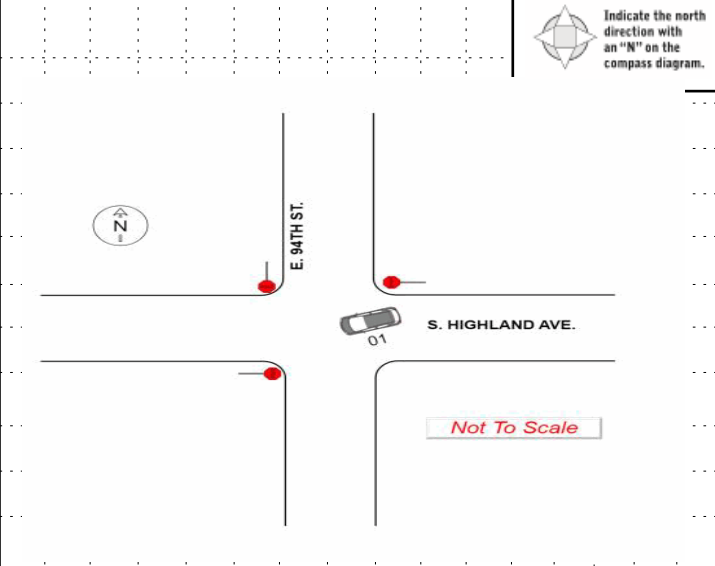 Indicate the north
direction with
an "N" on the
compass diagram.
N
E. 94TH ST.
S. HIGHLAND AVE.
01
Not To Scale